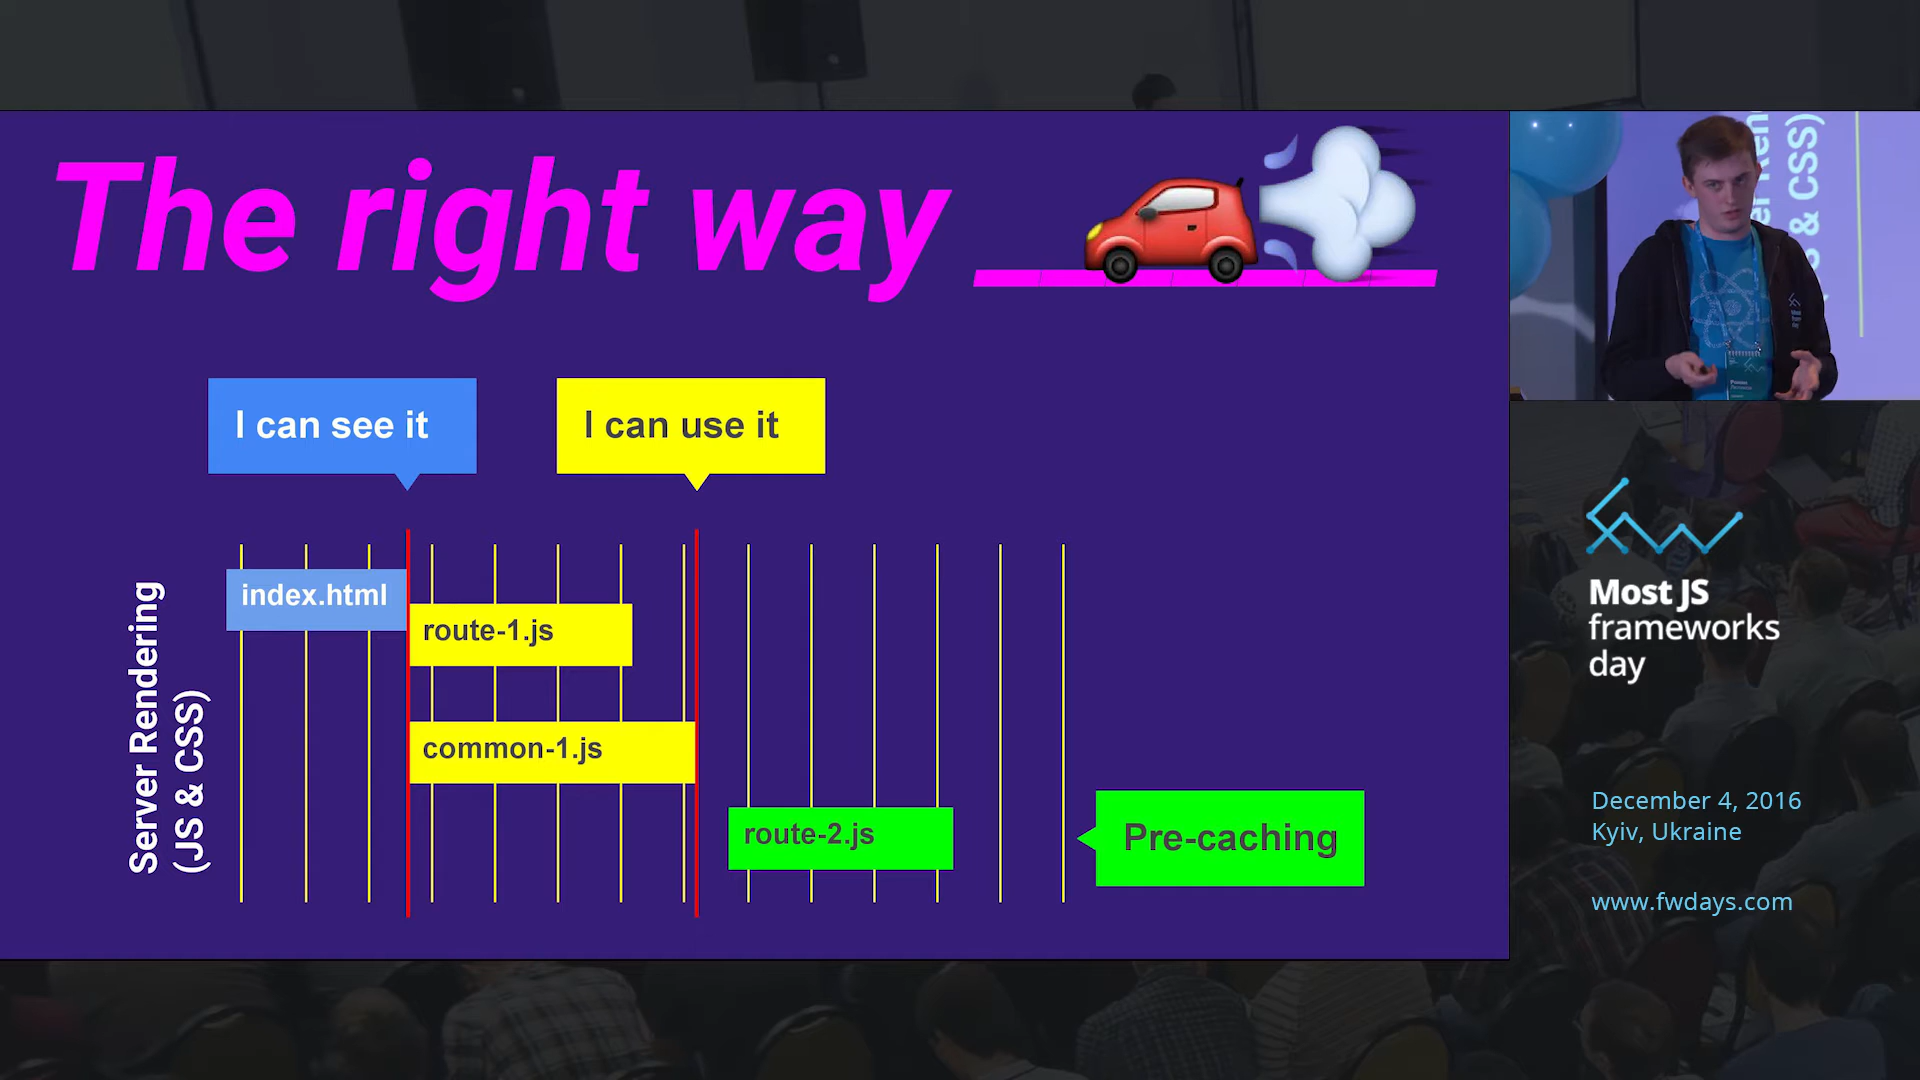 The right way
I can see it
I can use it
Server Rendering
(JS & CSS)
index.html
route-1.js
common-1.js
route-2.js
Pre-caching
& CSS)
Most JS
frameworks
day
December 4, 2016
Kyiv, Ukraine
www.fwdays.com